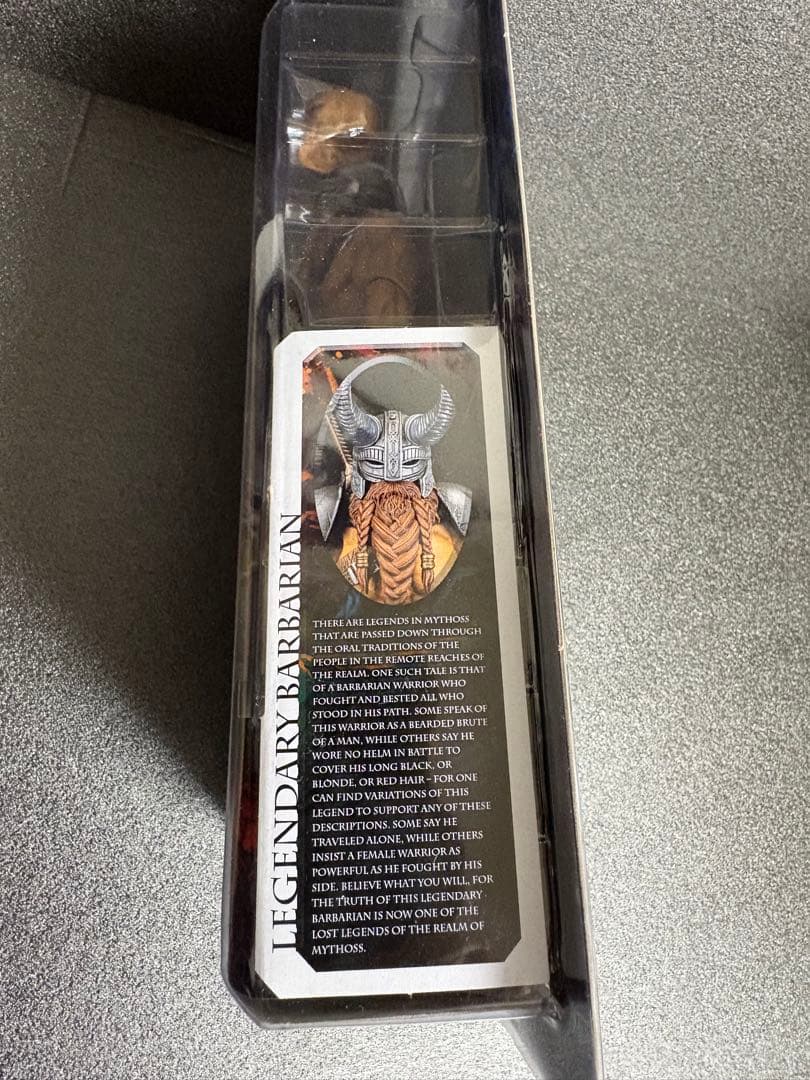 LEGENDARY BARBARIAN
THERE ARE LEGENDS IN MYTHOSS
THAT ARE PASSED DOWN THROUGH
THE ORAL TRADITIONS OF THE
PEOPLE IN THE REMOTE REACHES OF
THE REALM. ONE SUCH TALE IS THAT
OF A BARBARIAN WARRIOR WHO
FOUGHT AND BESTED ALL WHO
STOOD IN HIS PATH. SOME SPEAK OF
THIS WARRIOR AS A BEARDED BRUTE
OF A MAN, WHILE OTHERS SAY HE
WORE NO HELM IN BATTLE TO
COVER HIS LONG BLACK, OR
BLONDE, OR RED HAIR – FOR ONE
CAN FIND VARIATIONS OF THIS
LEGEND TO SUPPORT ANY OF THESE
DESCRIPTIONS. SOME SAY HE
TRAVELED ALONE, WHILE OTHERS
INSIST A FEMALE WARRIOR AS
POWERFUL AS HE FOUGHT BY HIS
SIDE. BELIEVE WHAT YOU WILL, FOR
THE TRUTH OF THIS LEGENDARY
BARBARIAN IS NOW ONE OF THE
LOST LEGENDS OF THE REALM OF
MYTHOSS.